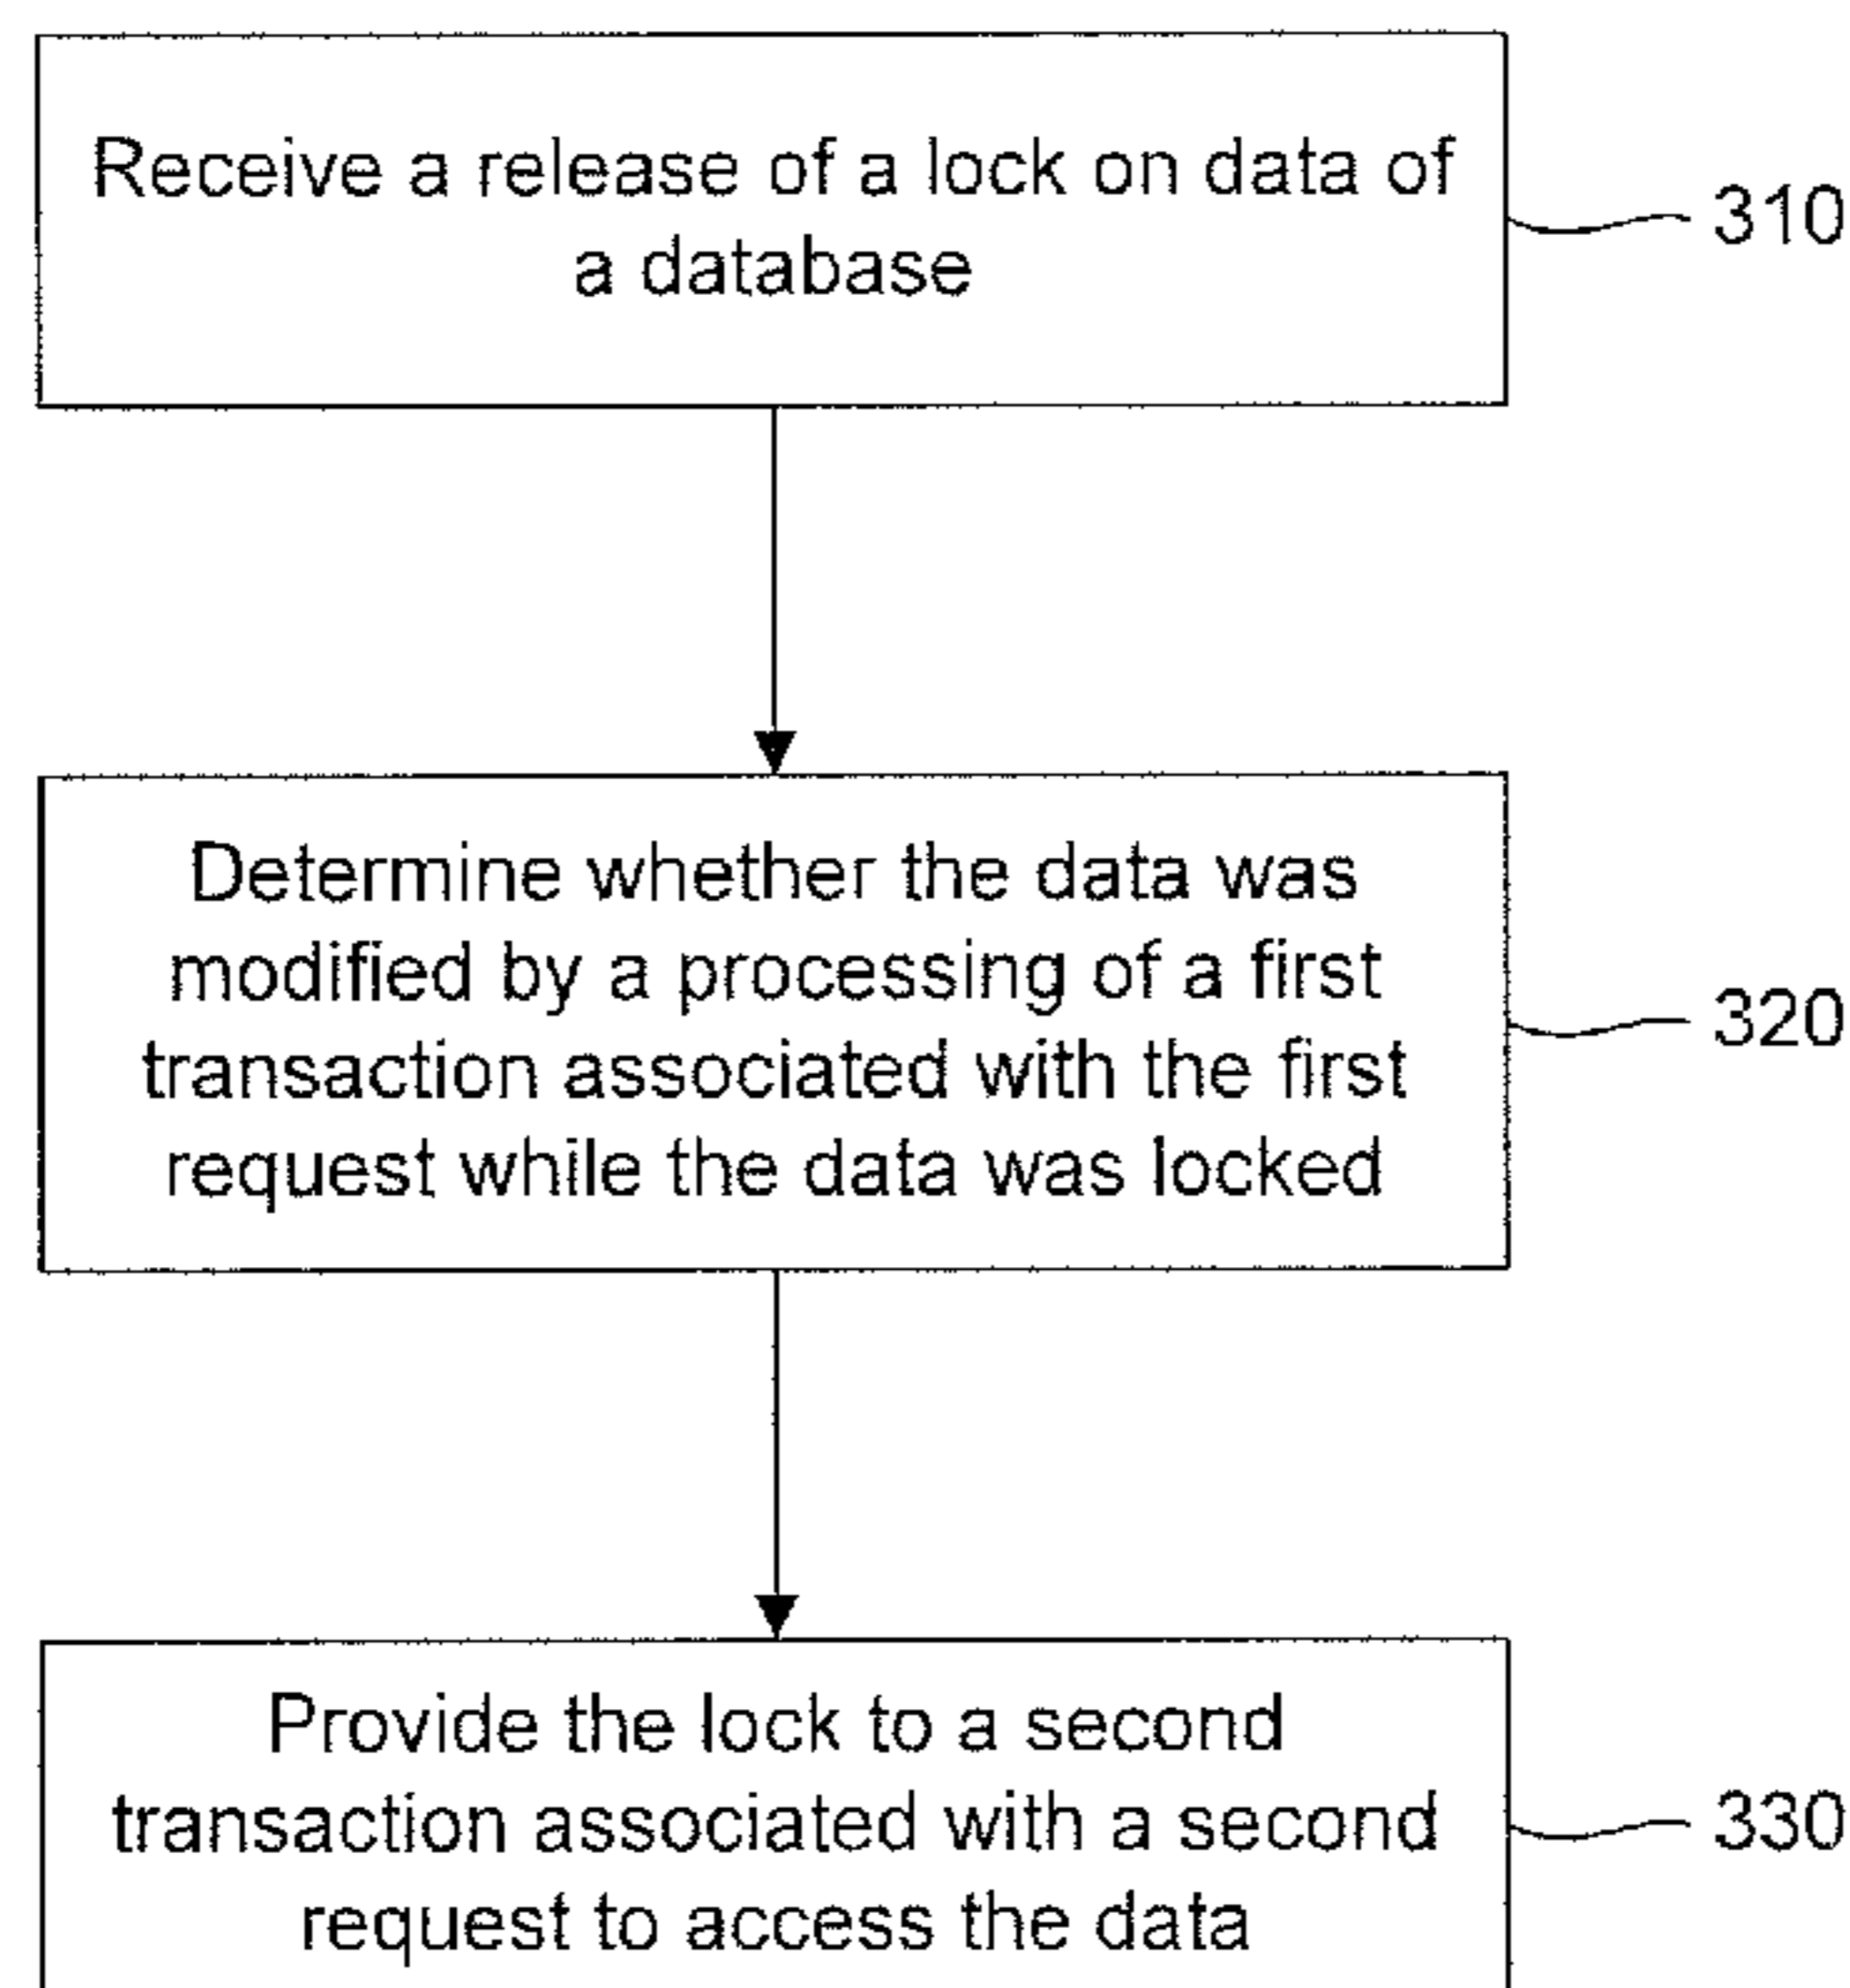 Receive a release of a lock on data of
a database
310
Determine whether the data was
modified by a processing of a first
transaction associated with the first
request while the data was locked
320
Provide the lock to a second
transaction associated with a second
request to access the data
330